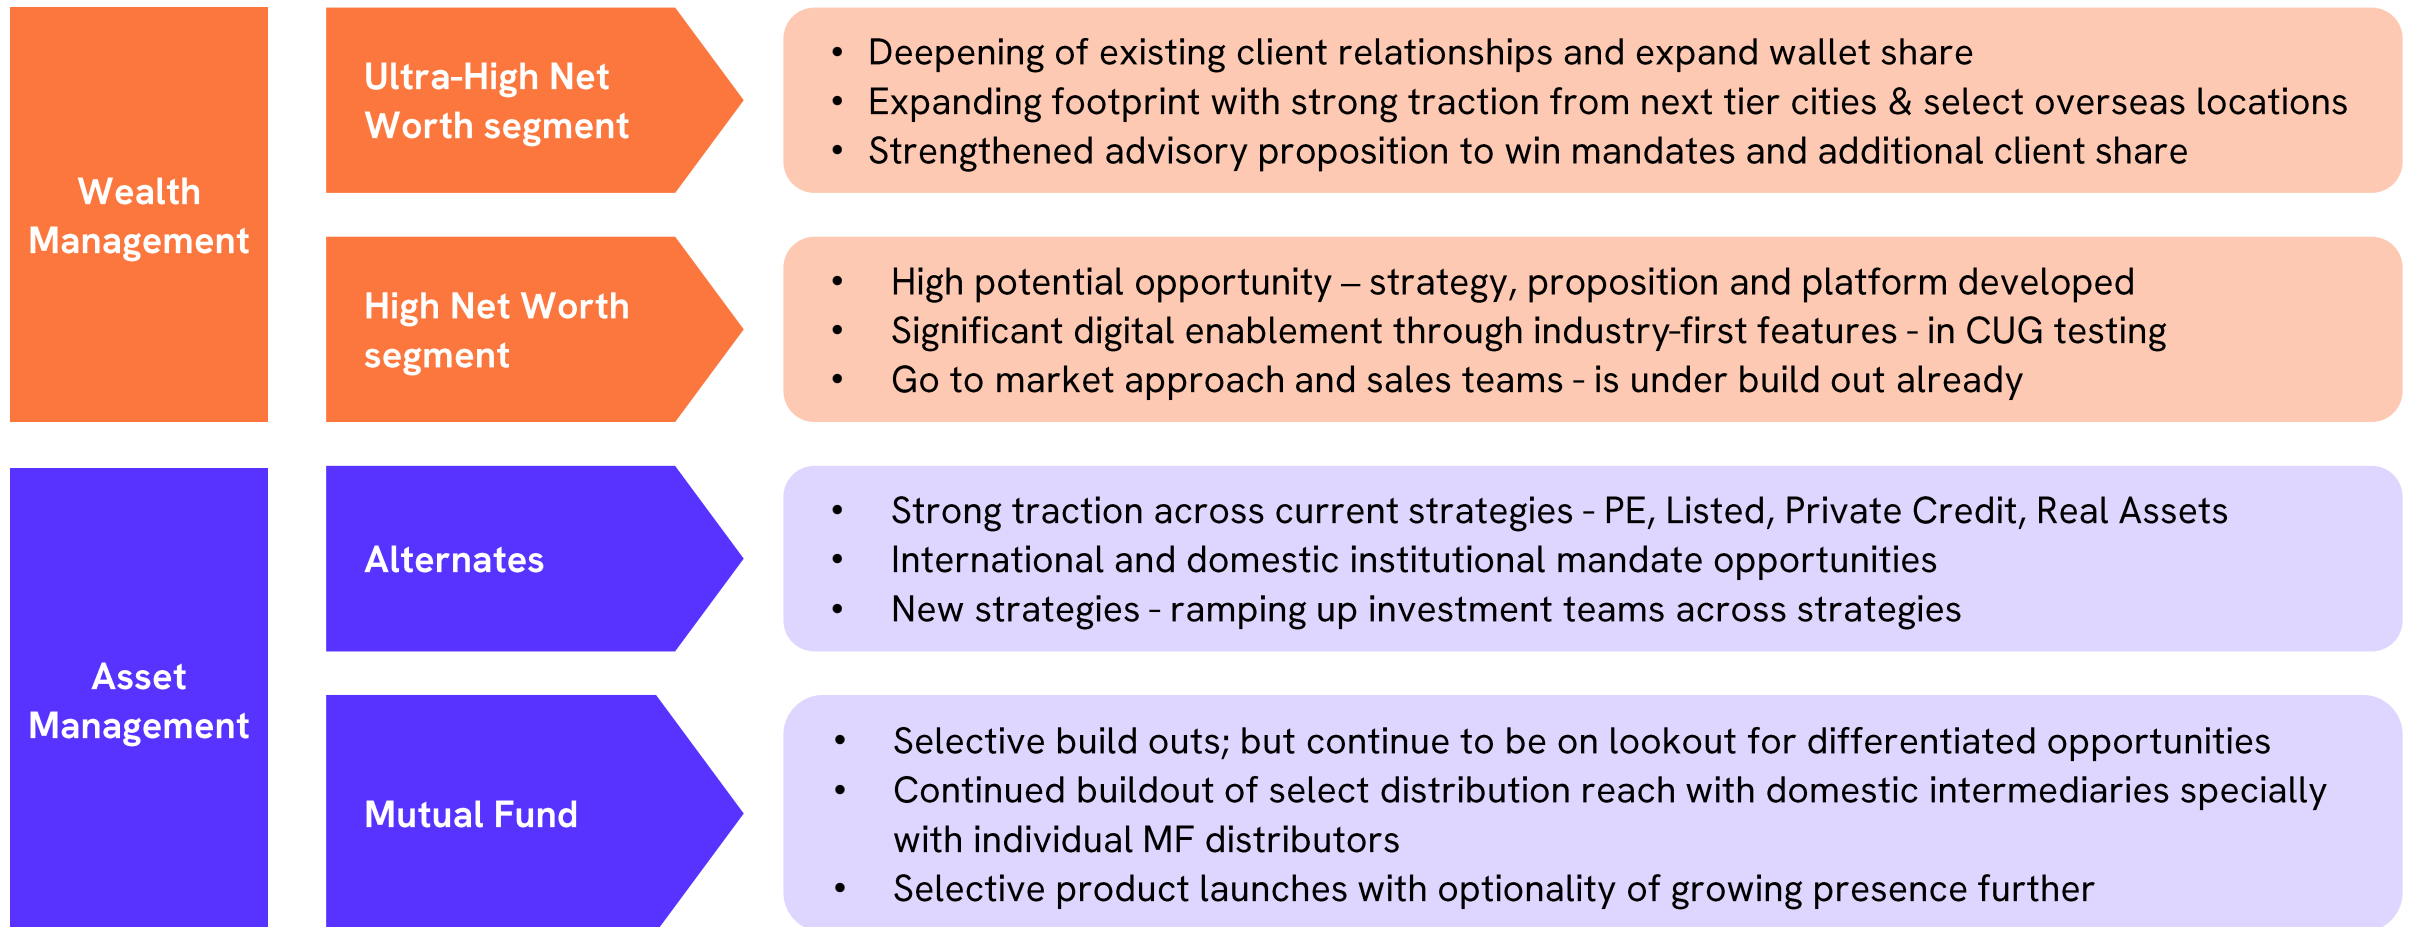 Wealth
Management
Ultra-High Net
Worth segment
• Deepening of existing client relationships and expand wallet share
• Expanding footprint with strong traction from next tier cities & select overseas locations
• Strengthened advisory proposition to win mandates and additional client share
High Net Worth
segment
• High potential opportunity – strategy, proposition and platform developed
• Significant digital enablement through industry-first features - in CUG testing
• Go to market approach and sales teams - is under build out already
Asset
Management
Alternates
• Strong traction across current strategies - PE, Listed, Private Credit, Real Assets
• International and domestic institutional mandate opportunities
• New strategies - ramping up investment teams across strategies
Mutual Fund
• Selective build outs; but continue to be on lookout for differentiated opportunities
• Continued buildout of select distribution reach with domestic intermediaries specially
with individual MF distributors
• Selective product launches with optionality of growing presence further